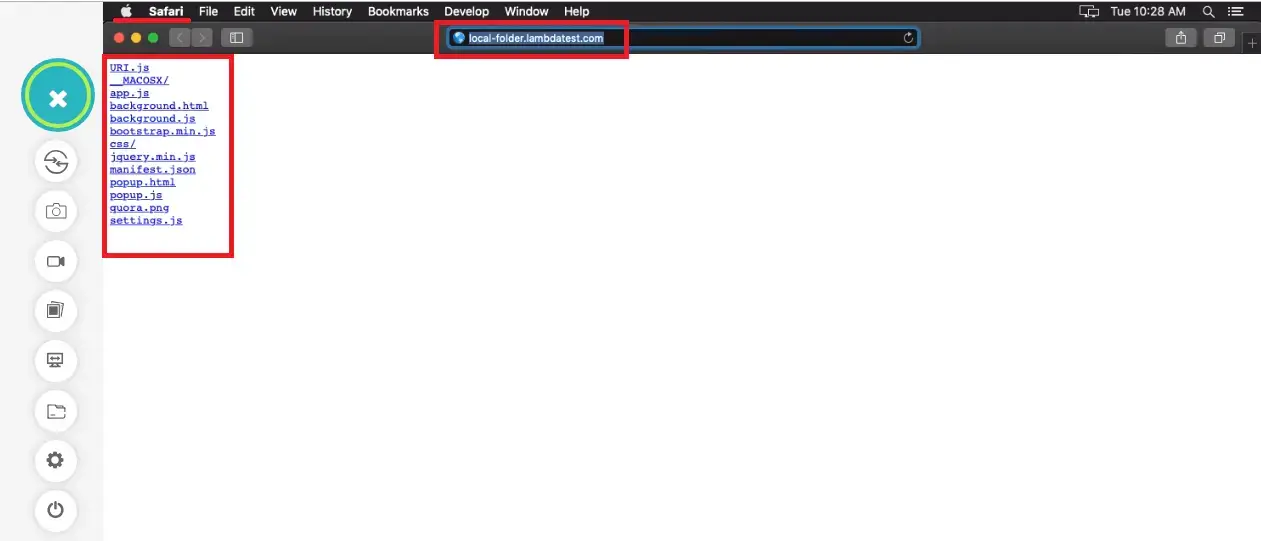 Safari File Edit View History Bookmarks Develop Window Help Tue 10:28 AM
local-folder.lambdatest.com
URI.js
__MACOSX/
app.js
background.html
background.js
bootstrap.min.js
css/
jquery.min.js
manifest.json
popup.html
popup.js
quora.png
settings.js